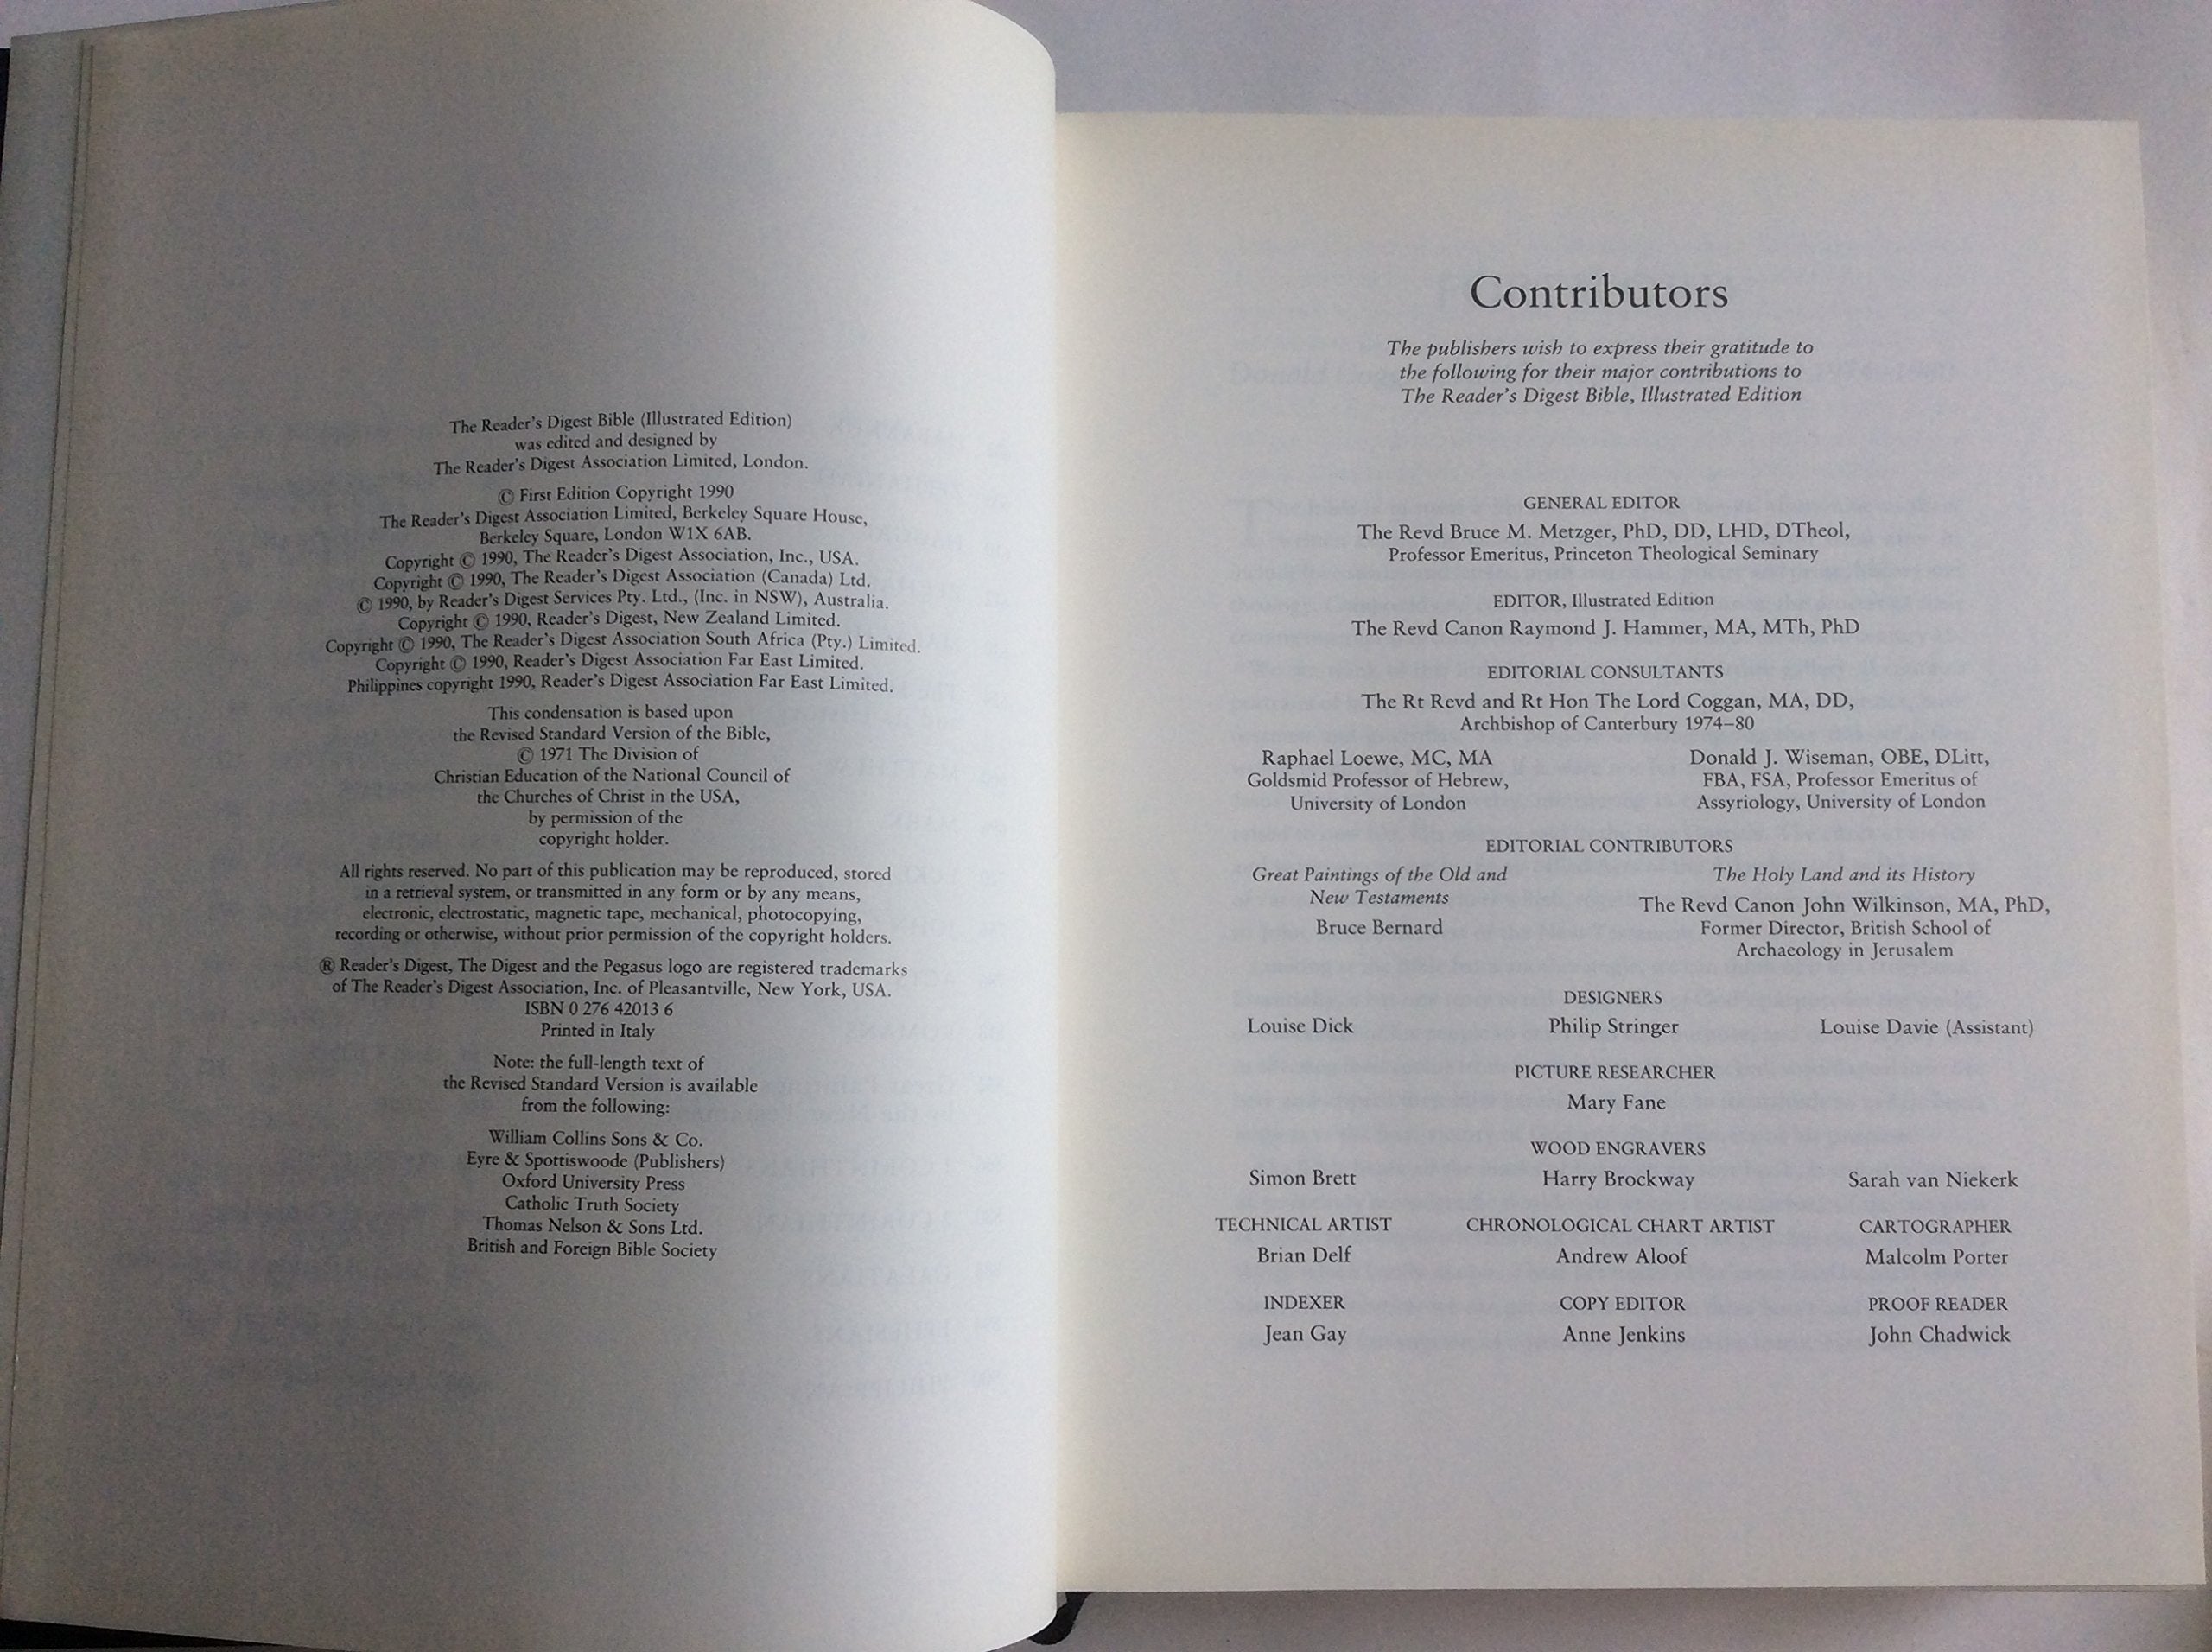 The Reader's Digest Bible (Illustrated Edition)
was edited and designed by
The Reader's Digest Association Limited, London.
© First Edition Copyright 1990
The Reader's Digest Association Limited, Berkeley Square House,
Berkeley Square, London W1X 6AB.
Copyright © 1990, The Reader's Digest Association, Inc., USA.
Copyright © 1990, The Reader's Digest Association (Canada) Ltd.
© 1990, by Reader's Digest Services Pty. Ltd., (Inc. in NSW), Australia.
Copyright © 1990, Reader's Digest, New Zealand Limited.
Copyright © 1990, The Reader's Digest Association South Africa (Pty.) Limited.
Copyright © 1990, Reader's Digest Association Far East Limited.
Philippines copyright 1990, Reader's Digest Association Far East Limited.
This condensation is based upon
the Revised Standard Version of the Bible,
© 1971 The Division of
Christian Education of the National Council of
the Churches of Christ in the USA,
by permission of the
copyright holder.
All rights reserved. No part of this publication may be reproduced, stored
in a retrieval system, or transmitted in any form or by any means,
electronic, electrostatic, magnetic tape, mechanical, photocopying,
recording or otherwise, without prior permission of the copyright holders.
® Reader's Digest, The Digest and the Pegasus logo are registered trademarks
of The Reader's Digest Association, Inc. of Pleasantville, New York, USA.
ISBN 0 276 42013 6
Printed in Italy
Note: the full-length text of
the Revised Standard Version is available
from the following:
William Collins Sons & Co.
Eyre & Spottiswoode (Publishers)
Oxford University Press
Catholic Truth Society
Thomas Nelson & Sons Ltd.
British and Foreign Bible Society
Contributors
The publishers wish to express their gratitude to
the following for their major contributions to
The Reader's Digest Bible, Illustrated Edition
GENERAL EDITOR
The Revd Bruce M. Metzger, PhD, DD, LHD, DTheol,
Professor Emeritus, Princeton Theological Seminary
EDITOR, Illustrated Edition
The Revd Canon Raymond J. Hammer, MA, MTh, PhD
EDITORIAL CONSULTANTS
The Rt Revd and Rt Hon The Lord Coggan, MA, DD,
Archbishop of Canterbury 1974–80
Raphael Loewe, MC, MA
Goldsmid Professor of Hebrew,
University of London
Donald J. Wiseman, OBE, DLitt,
FBA, FSA, Professor Emeritus of
Assyriology, University of London
EDITORIAL CONTRIBUTORS
Great Paintings of the Old and
New Testaments
Bruce Bernard
The Holy Land and its History
The Revd Canon John Wilkinson, MA, PhD,
Former Director, British School of
Archaeology in Jerusalem
DESIGNERS
Louise Dick Philip Stringer Louise Davie (Assistant)
PICTURE RESEARCHER
Mary Fane
WOOD ENGRAVERS
Simon Brett Harry Brockway Sarah van Niekerk
TECHNICAL ARTIST CHRONOLOGICAL CHART ARTIST CARTOGRAPHER
Brian Delf Andrew Aloof Malcolm Porter
INDEXER COPY EDITOR PROOF READER
Jean Gay Anne Jenkins John Chadwick